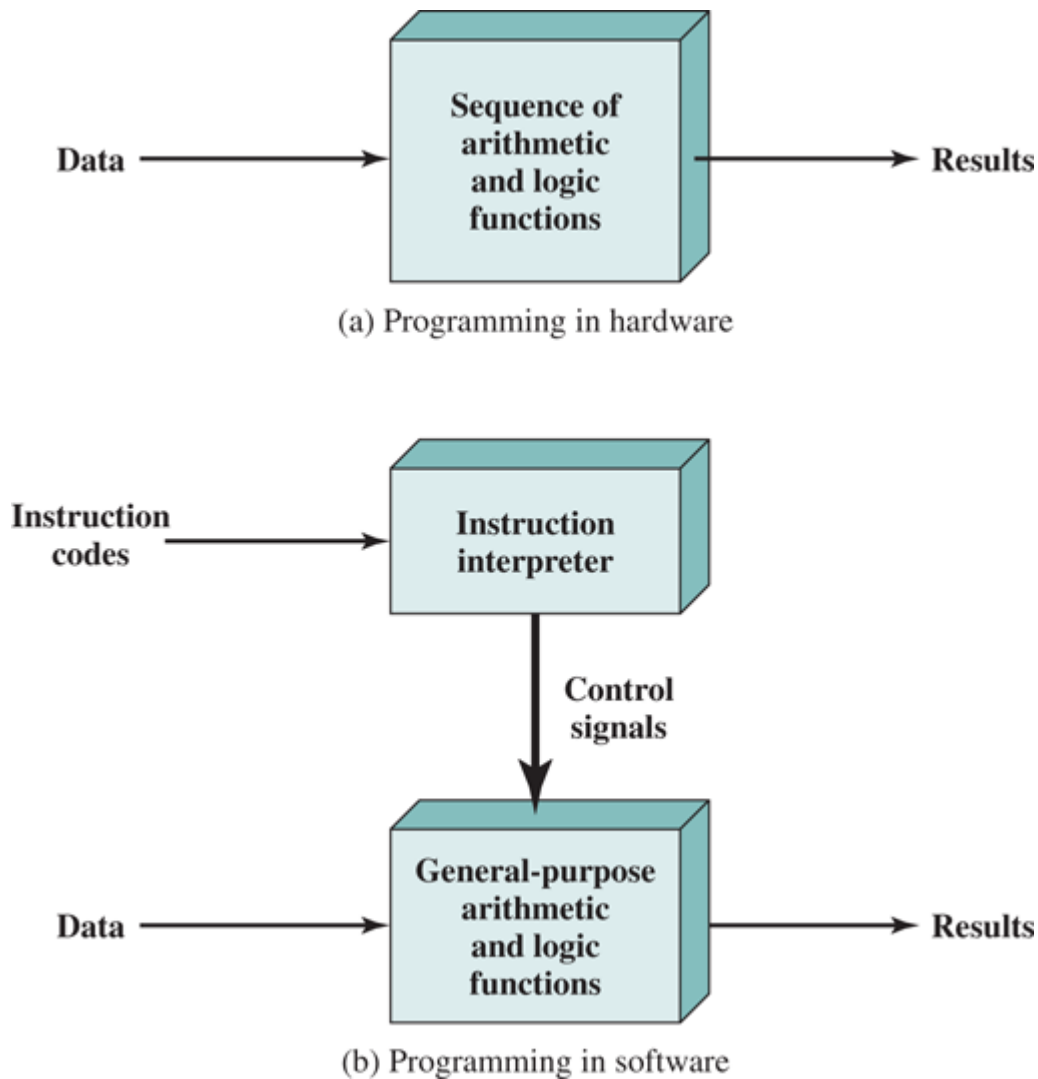 Sequence of
arithmetic
and logic
functions
Data
Results
(a) Programming in hardware
Instruction
codes
Instruction
interpreter
Control
signals
General-purpose
arithmetic
and logic
functions
Data
Results
(b) Programming in software